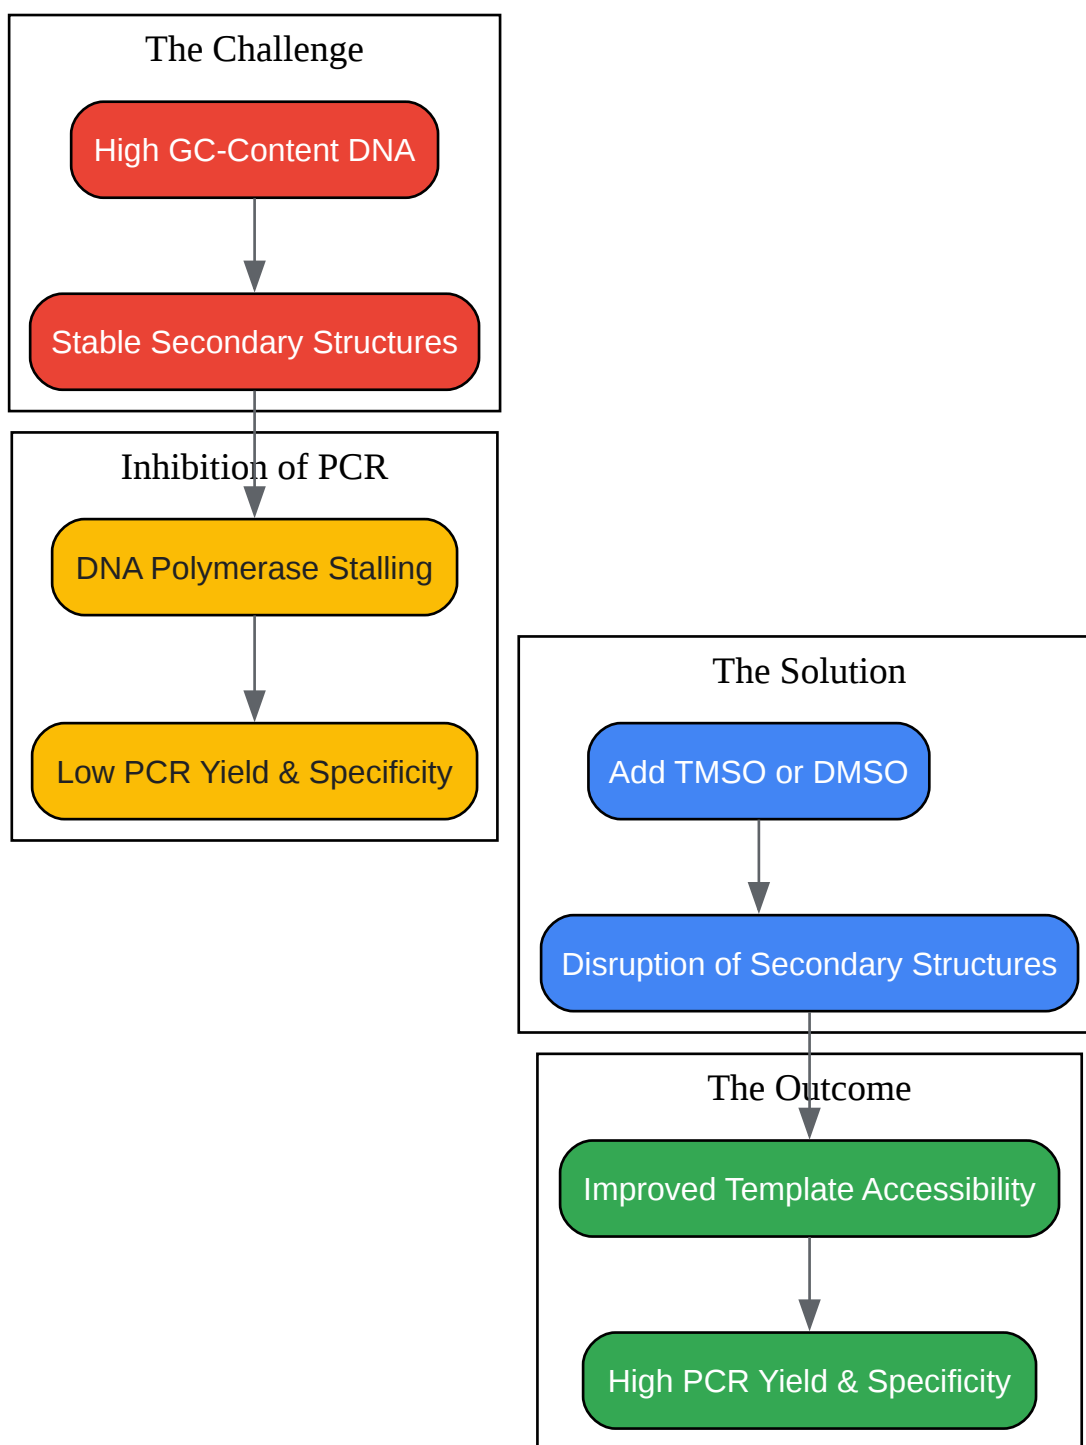 The Challenge
High GC-Content DNA
Stable Secondary Structures
Inhibition of PCR
DNA Polymerase Stalling
Low PCR Yield & Specificity
The Solution
Add TMSO or DMSO
Disruption of Secondary Structures
The Outcome
Improved Template Accessibility
High PCR Yield & Specificity